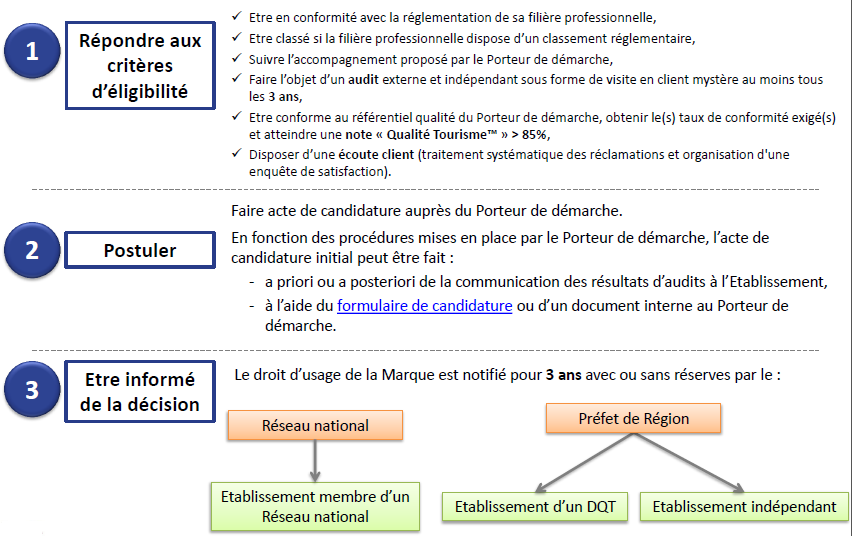 1
Répondre aux
critères
d'éligibilité
✓ Etre en conformité avec la réglementation de sa filière professionnelle,
✓ Etre classé si la filière professionnelle dispose d'un classement réglementaire,
✓ Suivre l'accompagnement proposé par le Porteur de démarche,
✓ Faire l'objet d'un audit externe et indépendant sous forme de visite en client mystère au moins tous
les 3 ans,
✓ Etre conforme au référentiel qualité du Porteur de démarche, obtenir le(s) taux de conformité exigé(s)
et atteindre une note « Qualité Tourisme™ » > 85%,
✓ Disposer d'une écoute client (traitement systématique des réclamations et organisation d'une
enquête de satisfaction).
2
Postuler
Faire acte de candidature auprès du Porteur de démarche.
En fonction des procédures mises en place par le Porteur de démarche, l'acte de
candidature initial peut être fait :
- a priori ou a posteriori de la communication des résultats d'audits à l'Etablissement,
- à l'aide du formulaire de candidature ou d'un document interne au Porteur de
démarche.
3
Etre informé
de la décision
Le droit d'usage de la Marque est notifié pour 3 ans avec ou sans réserves par le :
Réseau national
Préfet de Région
Etablissement membre d'un
Réseau national
Etablissement d'un DQT
Etablissement indépendant